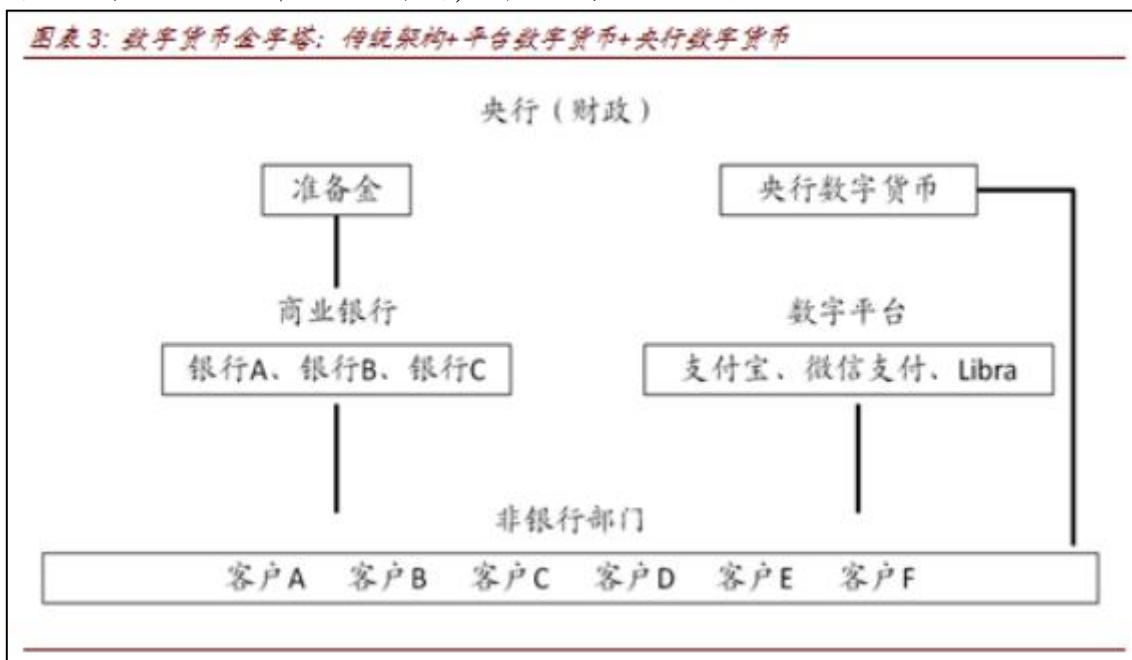 图表 3：数字货币金字塔：传统架构+平台数字货币+央行数字货币
央行（财政）
准备金
央行数字货币
商业银行
数字平台
银行A、银行B、银行C
支付宝、微信支付、Libra
非银行部门
客户A 客户B 客户C 客户D 客户E 客户F